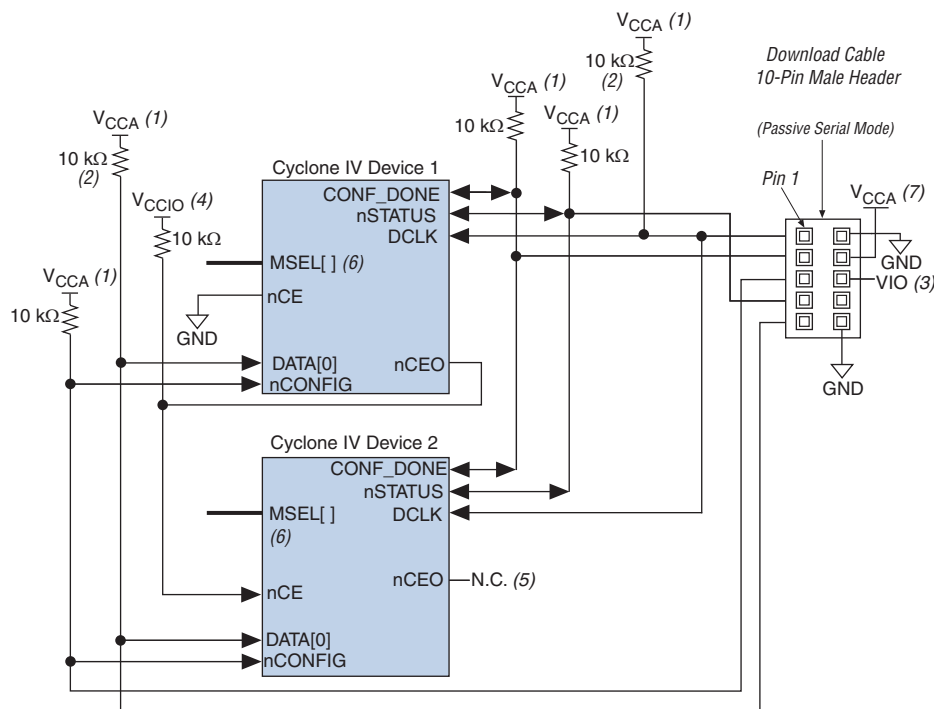 VCCA (1)
10 kΩ
(2)
VCCA (1)
10 kΩ
VCCA (1)
10 kΩ
Download Cable
10-Pin Male Header
(Passive Serial Mode)
Pin 1
VCCA (7)
GND
VIO (3)
GND
VCCA (1)
10 kΩ
(2)
VCCIO (4)
10 kΩ
VCCA (1)
10 kΩ
Cyclone IV Device 1
CONF_DONE
nSTATUS
DCLK
MSEL[ ] (6)
nCE
GND
DATA[0]
nCEO
nCONFIG
Cyclone IV Device 2
CONF_DONE
nSTATUS
MSEL[ ]
DCLK
(6)
nCEO
N.C. (5)
nCE
DATA[0]
nCONFIG